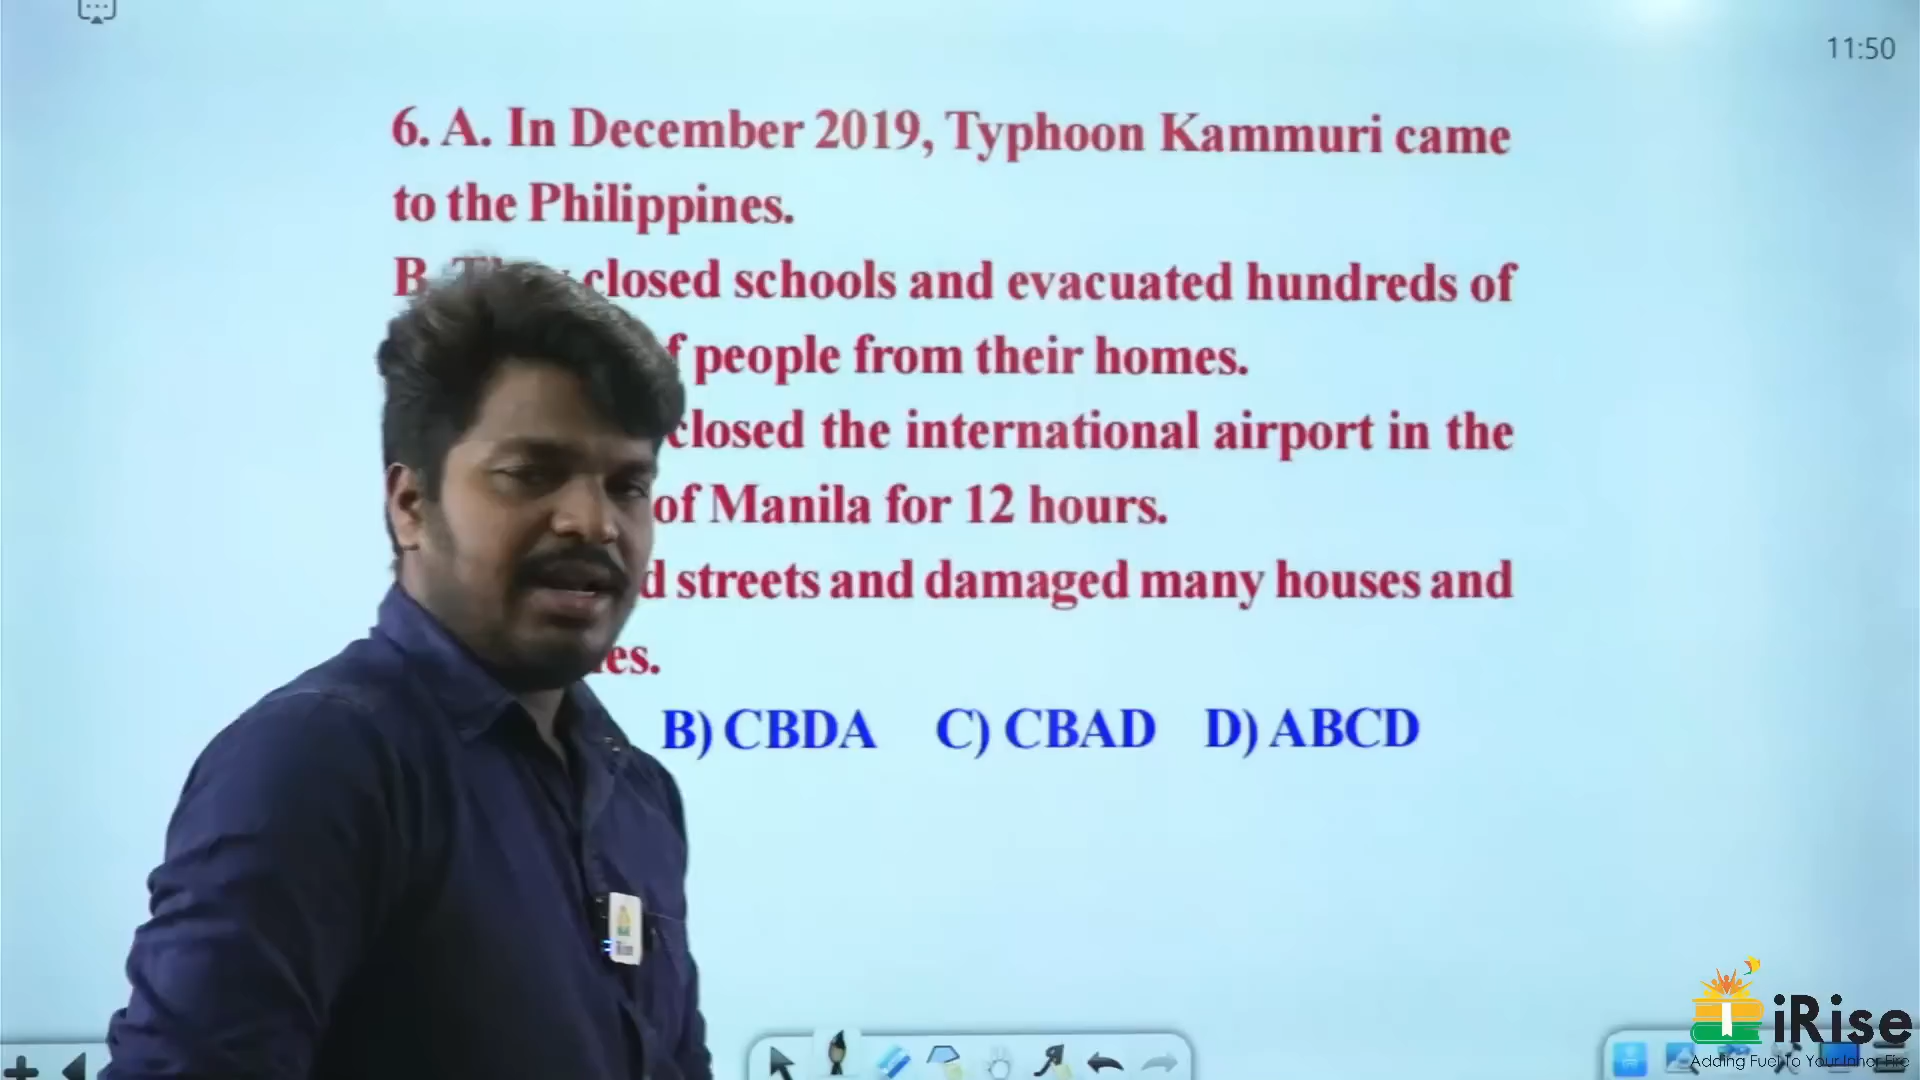 11:50
6. A. In December 2019, Typhoon Kammuri came
to the Philippines.
B. closed schools and evacuated hundreds of
people from their homes.
closed the international airport in the
of Manila for 12 hours.
streets and damaged many houses and
B) CBDA C) CBAD D) ABCD
iRise
iRise
Adding Fuel To Your Inner Fire